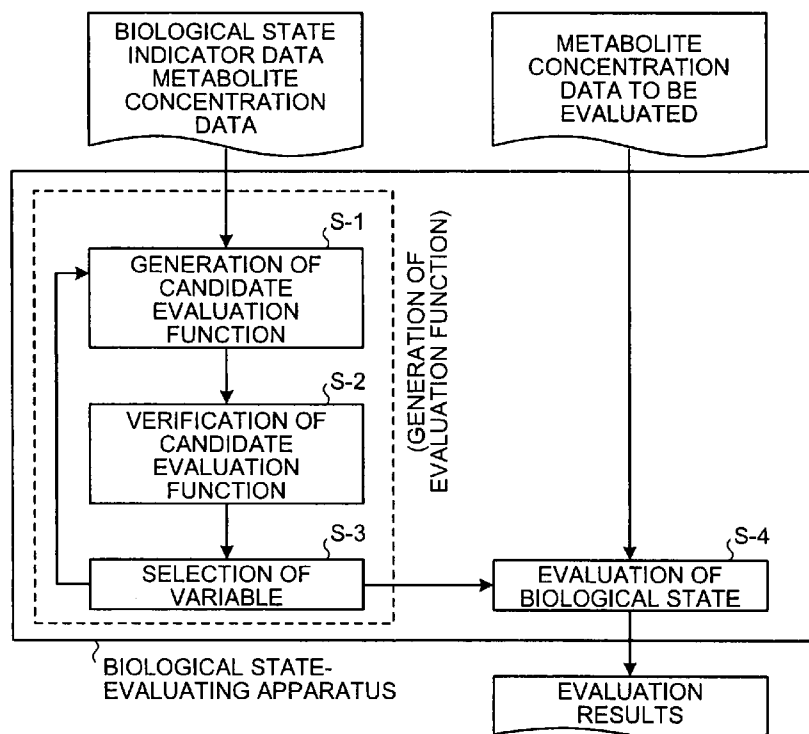 BIOLOGICAL STATE
INDICATOR DATA
METABOLITE
CONCENTRATION
DATA
METABOLITE
CONCENTRATION
DATA TO BE
EVALUATED
S-1
GENERATION OF
CANDIDATE
EVALUATION
FUNCTION
(GENERATION OF
EVALUATION FUNCTION)
S-2
VERIFICATION OF
CANDIDATE
EVALUATION
FUNCTION
S-3
SELECTION OF
VARIABLE
S-4
EVALUATION OF
BIOLOGICAL STATE
BIOLOGICAL STATE-
EVALUATING APPARATUS
EVALUATION
RESULTS